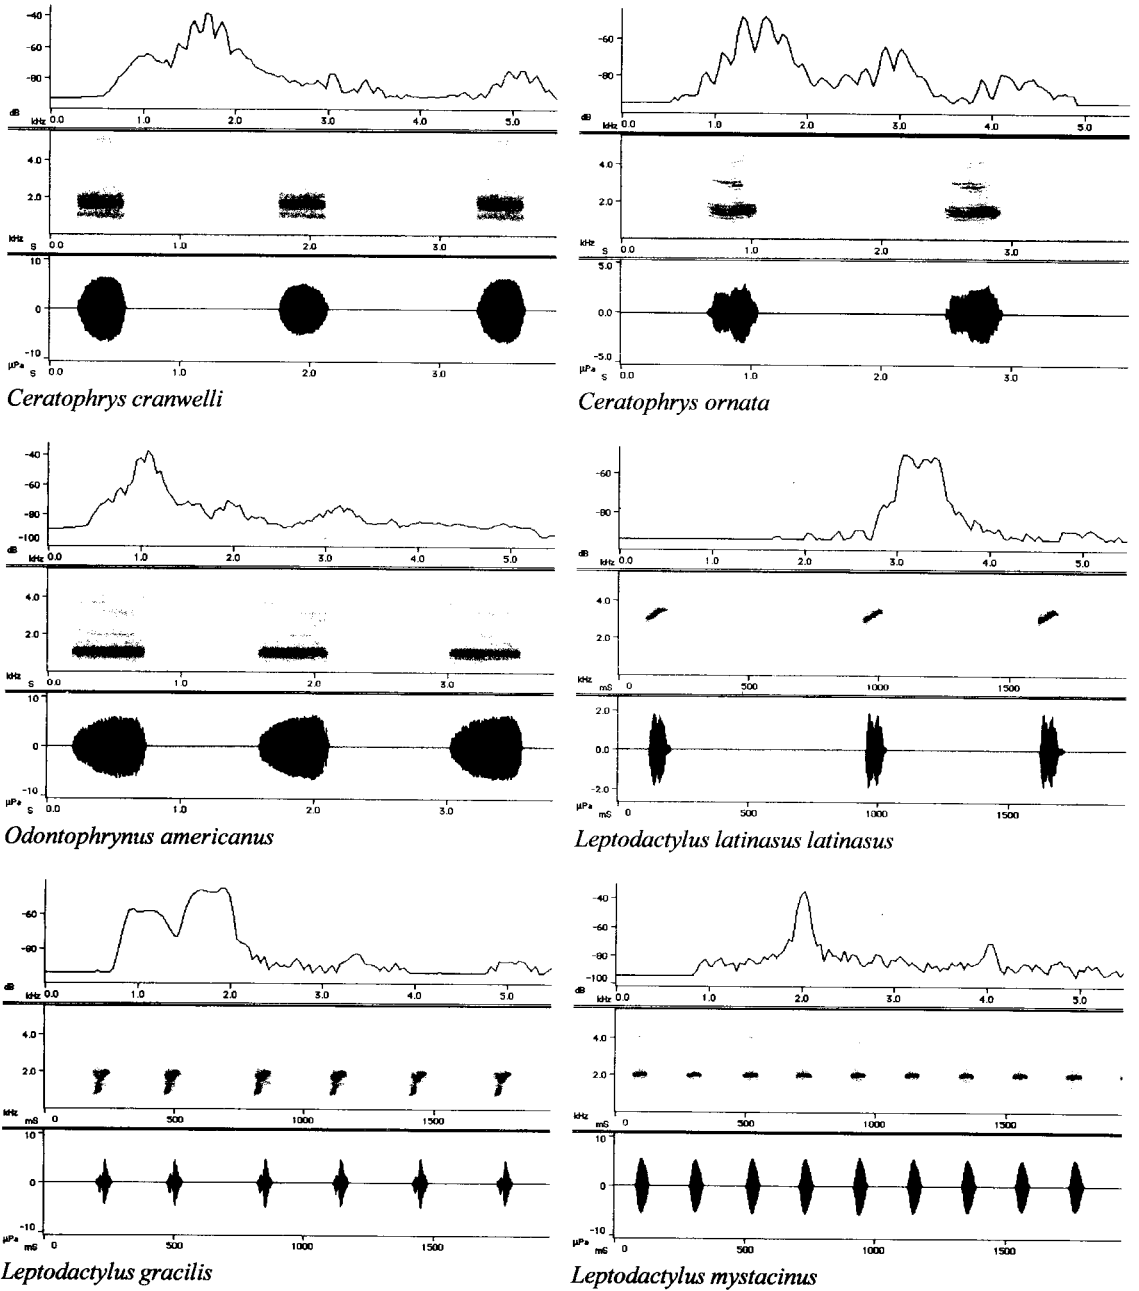 -40
-60
-80
dB
kHz
0.0 1.0 2.0 3.0 4.0 5.0
4.0
2.0
kHz
S
0.0 1.0 2.0 3.0
10
0
-10
µPa
S
0.0 1.0 2.0 3.0
Ceratophrys cranwelli
-60
-80
dB
kHz
0.0 1.0 2.0 3.0 4.0 5.0
4.0
2.0
kHz
S
0.0 1.0 2.0 3.0
5.0
0.0
-5.0
µPa
S
0.0 1.0 2.0 3.0
Ceratophrys ornata
-40
-60
-80
-100
dB
kHz
0.0 1.0 2.0 3.0 4.0 5.0
4.0
2.0
kHz
S
0.0 1.0 2.0 3.0
10
0
-10
µPa
S
0.0 1.0 2.0 3.0
Odontophrynus americanus
-60
-80
dB
kHz
0.0 1.0 2.0 3.0 4.0 5.0
4.0
2.0
kHz
mS
0 500 1000 1500
2.0
0.0
-2.0
µPa
mS
0 500 1000 1500
Leptodactylus latinasus latinasus
-60
-80
dB
kHz
0.0 1.0 2.0 3.0 4.0 5.0
4.0
2.0
kHz
mS
0 500 1000 1500
10
0
-10
µPa
mS
0 500 1000 1500
Leptodactylus gracilis
-40
-60
-80
-100
dB
kHz
0.0 1.0 2.0 3.0 4.0 5.0
4.0
2.0
kHz
mS
0 500 1000 1500
10
0
-10
µPa
mS
0 500 1000 1500
Leptodactylus mystacinus